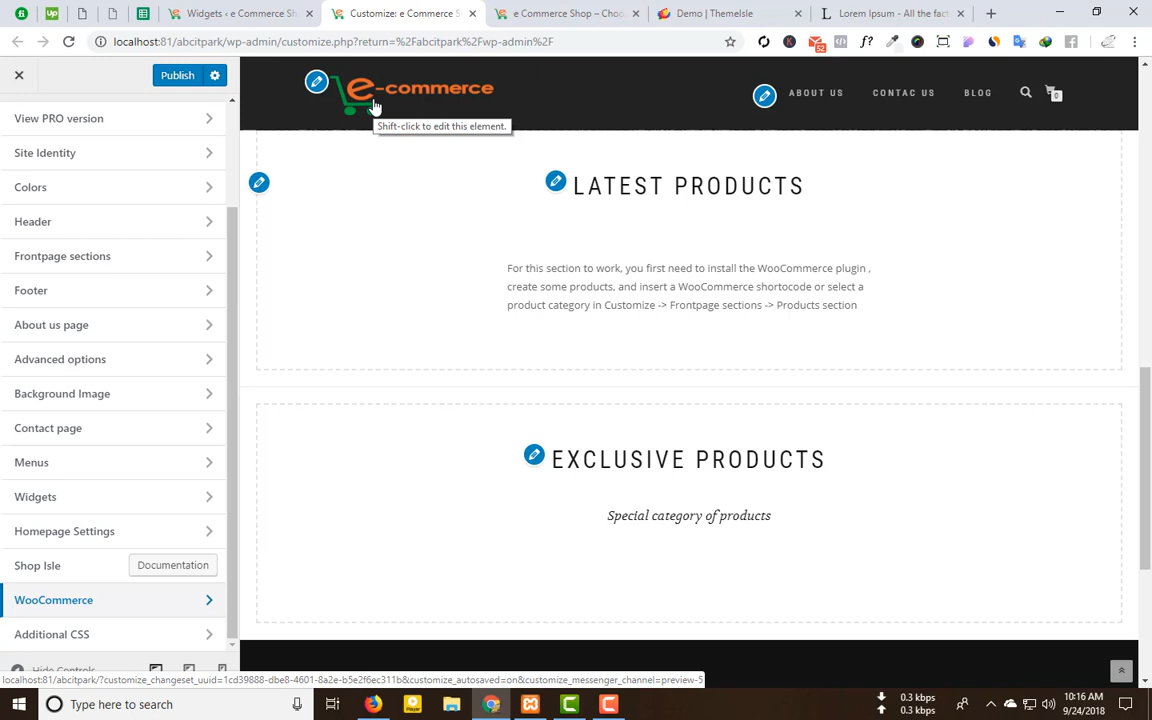 Widgets ‹ e Commerce Sh
Customize: e Commerce S
e Commerce Shop – Choo
Demo | ThemeIsle
Lorem Ipsum - All the fact
localhost:81/abcitpark/wp-admin/customize.php?return=%2Fabcitpark%2Fwp-admin%2F
52
f?
Publish
View PRO version
Site Identity
Colors
Header
Frontpage sections
Footer
About us page
Advanced options
Background Image
Contact page
Menus
Widgets
Homepage Settings
Shop Isle
Documentation
WooCommerce
Additional CSS
Hide Controls
e-commerce
Shift-click to edit this element.
ABOUT US
CONTAC US
BLOG
0
LATEST PRODUCTS
For this section to work, you first need to install the WooCommerce plugin ,
create some products, and insert a WooCommerce shortocode or select a
product category in Customize -> Frontpage sections -> Products section
EXCLUSIVE PRODUCTS
Special category of products
localhost:81/abcitpark/?customize_changeset_uuid=1cd39888-dbe8-4601-8a2e-b5e2f6ec311b&customize_autosaved=on&customize_messenger_channel=preview-5
Type here to search
0.3 kbps
0.3 kbps
10:16 AM
9/24/2018